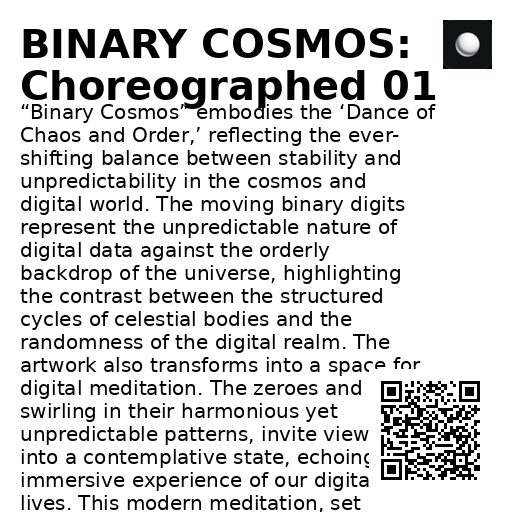 BINARY COSMOS:
Choreographed 01
“Binary Cosmos” embodies the ‘Dance of
Chaos and Order,’ reflecting the ever-
shifting balance between stability and
unpredictability in the cosmos and
digital world. The moving binary digits
represent the unpredictable nature of
digital data against the orderly
backdrop of the universe, highlighting
the contrast between the structured
cycles of celestial bodies and the
randomness of the digital realm. The
artwork also transforms into a space for
digital meditation. The zeroes and
swirling in their harmonious yet
unpredictable patterns, invite view
into a contemplative state, echoing
immersive experience of our digita
lives. This modern meditation, set